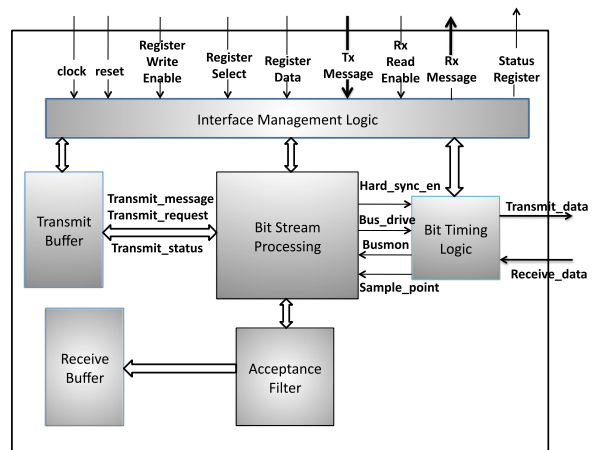 clock
reset
Register
Write
Enable
Register
Select
Register
Data
Tx
Message
Rx
Read
Enable
Rx
Message
Status
Register
Interface Management Logic
Transmit
Buffer
Transmit_message
Transmit_request
Transmit_status
Bit Stream
Processing
Hard_sync_en
Bus_drive
Busmon
Sample_point
Bit Timing
Logic
Transmit_data
Receive_data
Receive
Buffer
Acceptance
Filter